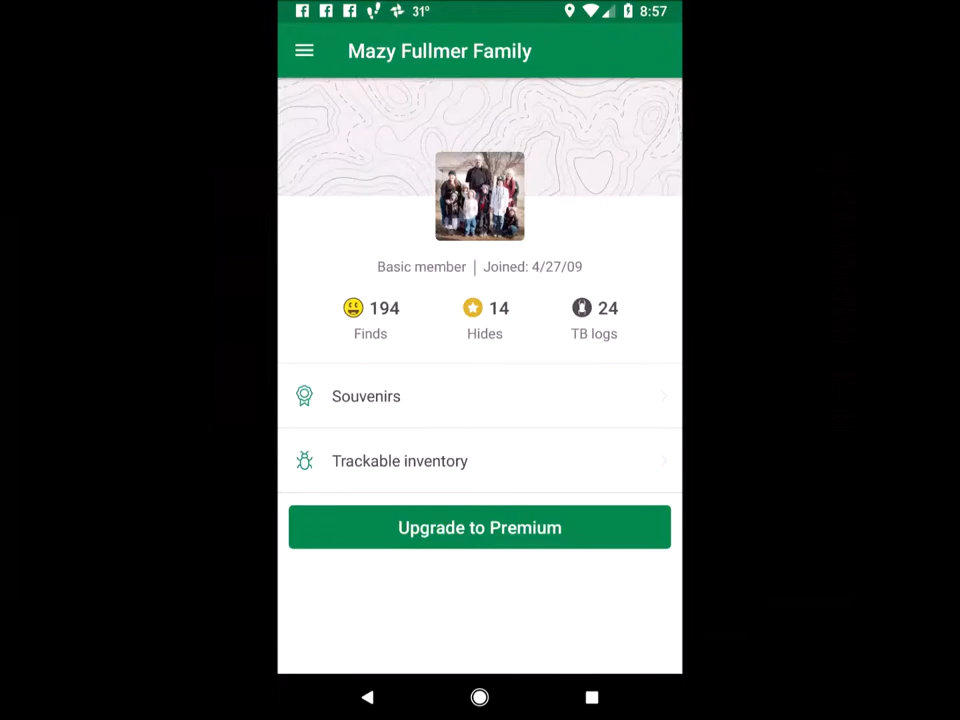 31° 8:57
Mazy Fullmer Family
Basic member | Joined: 4/27/09
194 14 24
Finds Hides TB logs
Souvenirs
Trackable inventory
Upgrade to Premium